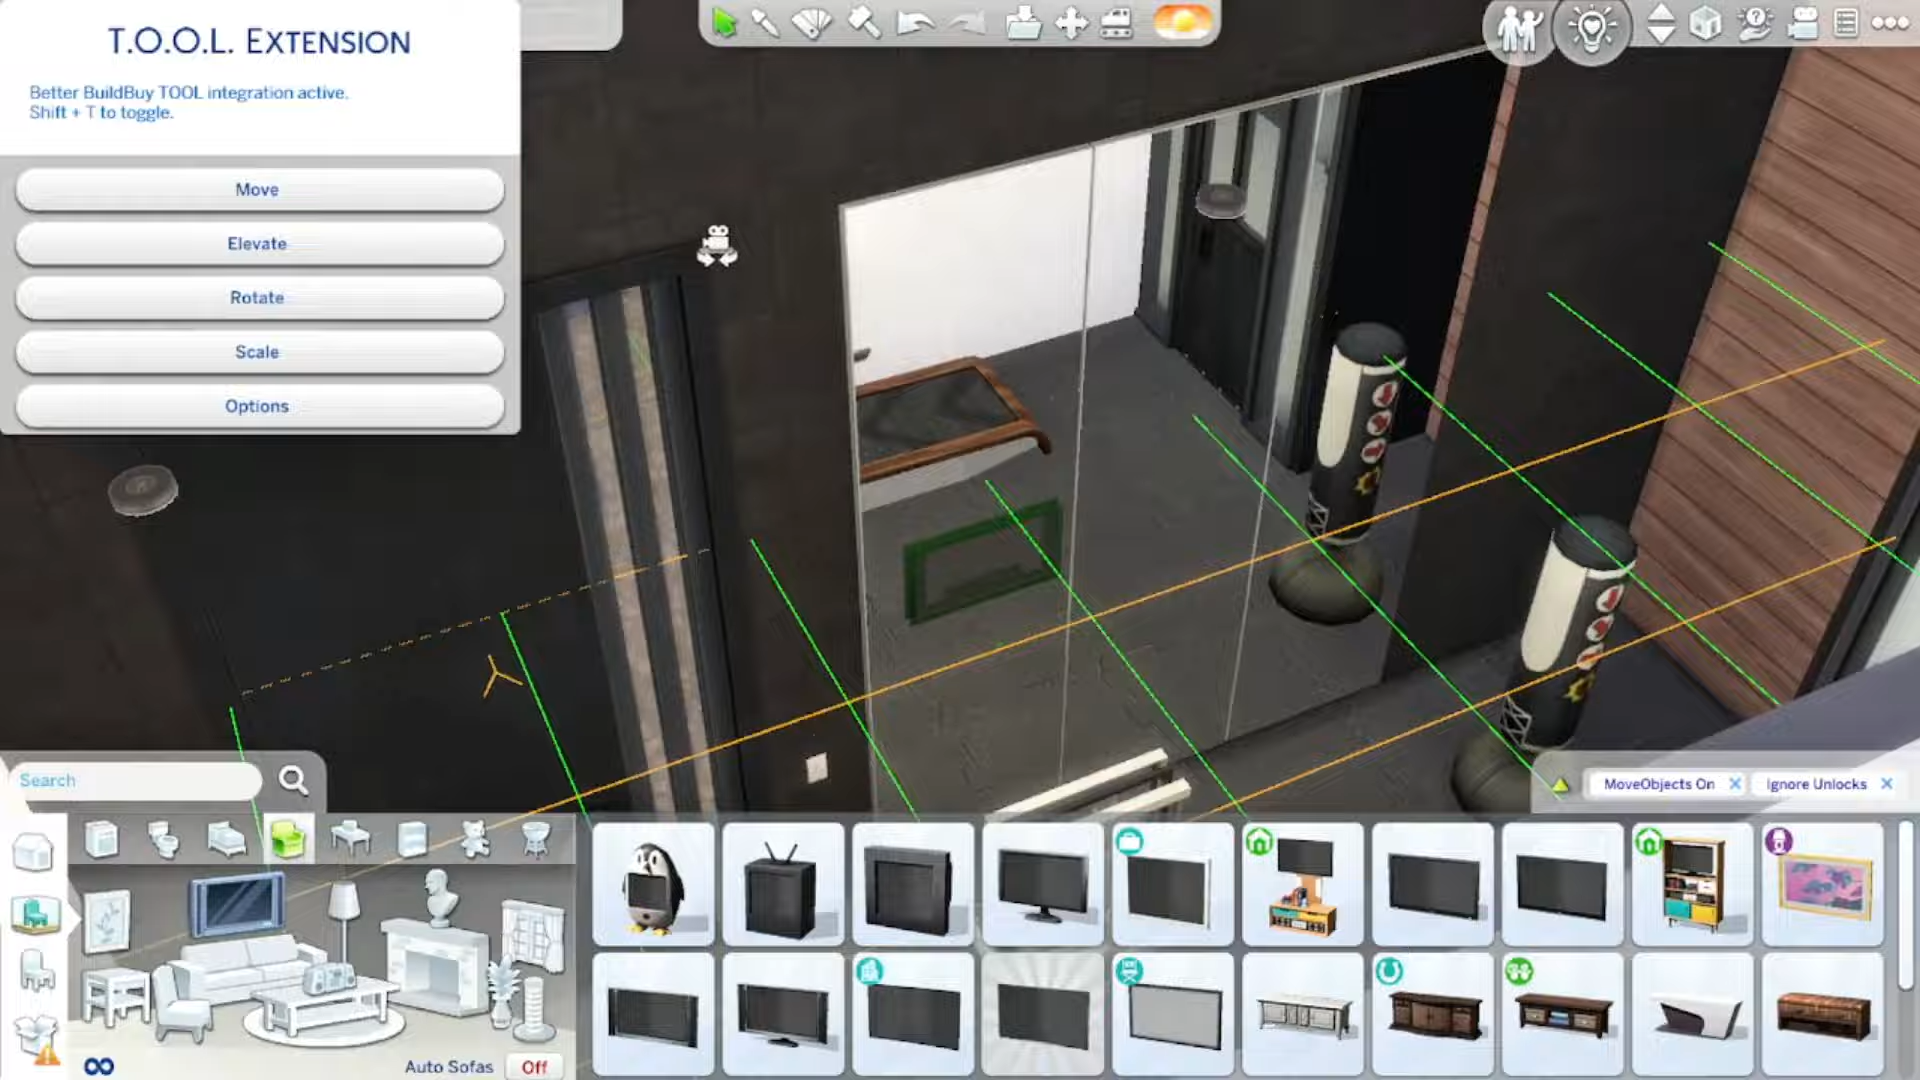 T.O.O.L. Extension
Better BuildBuy TOOL integration active.
Shift + T to toggle.
Move
Elevate
Rotate
Scale
Options
Search
MoveObjects On
Ignore Unlocks
Auto Sofas
Off